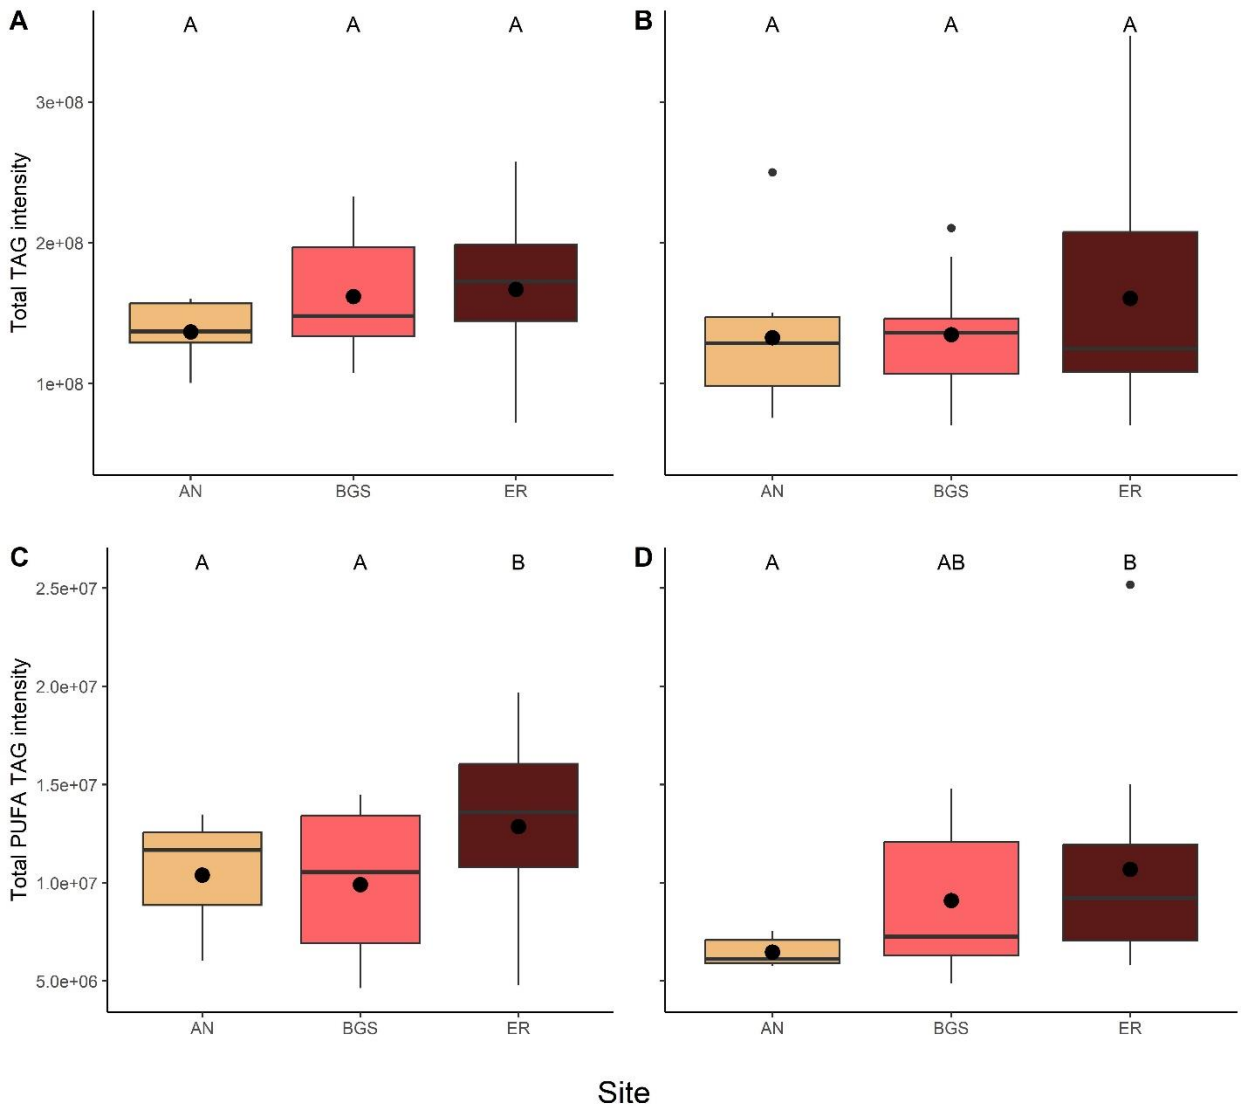 A
B
A A A
A A A
Total TAG intensity
3e+08
2e+08
1e+08
AN BGS ER
AN BGS ER
C
D
A A B
A AB B
Total PUFA TAG intensity
2.5e+07
2.0e+07
1.5e+07
1.0e+07
5.0e+06
AN BGS ER
AN BGS ER
Site